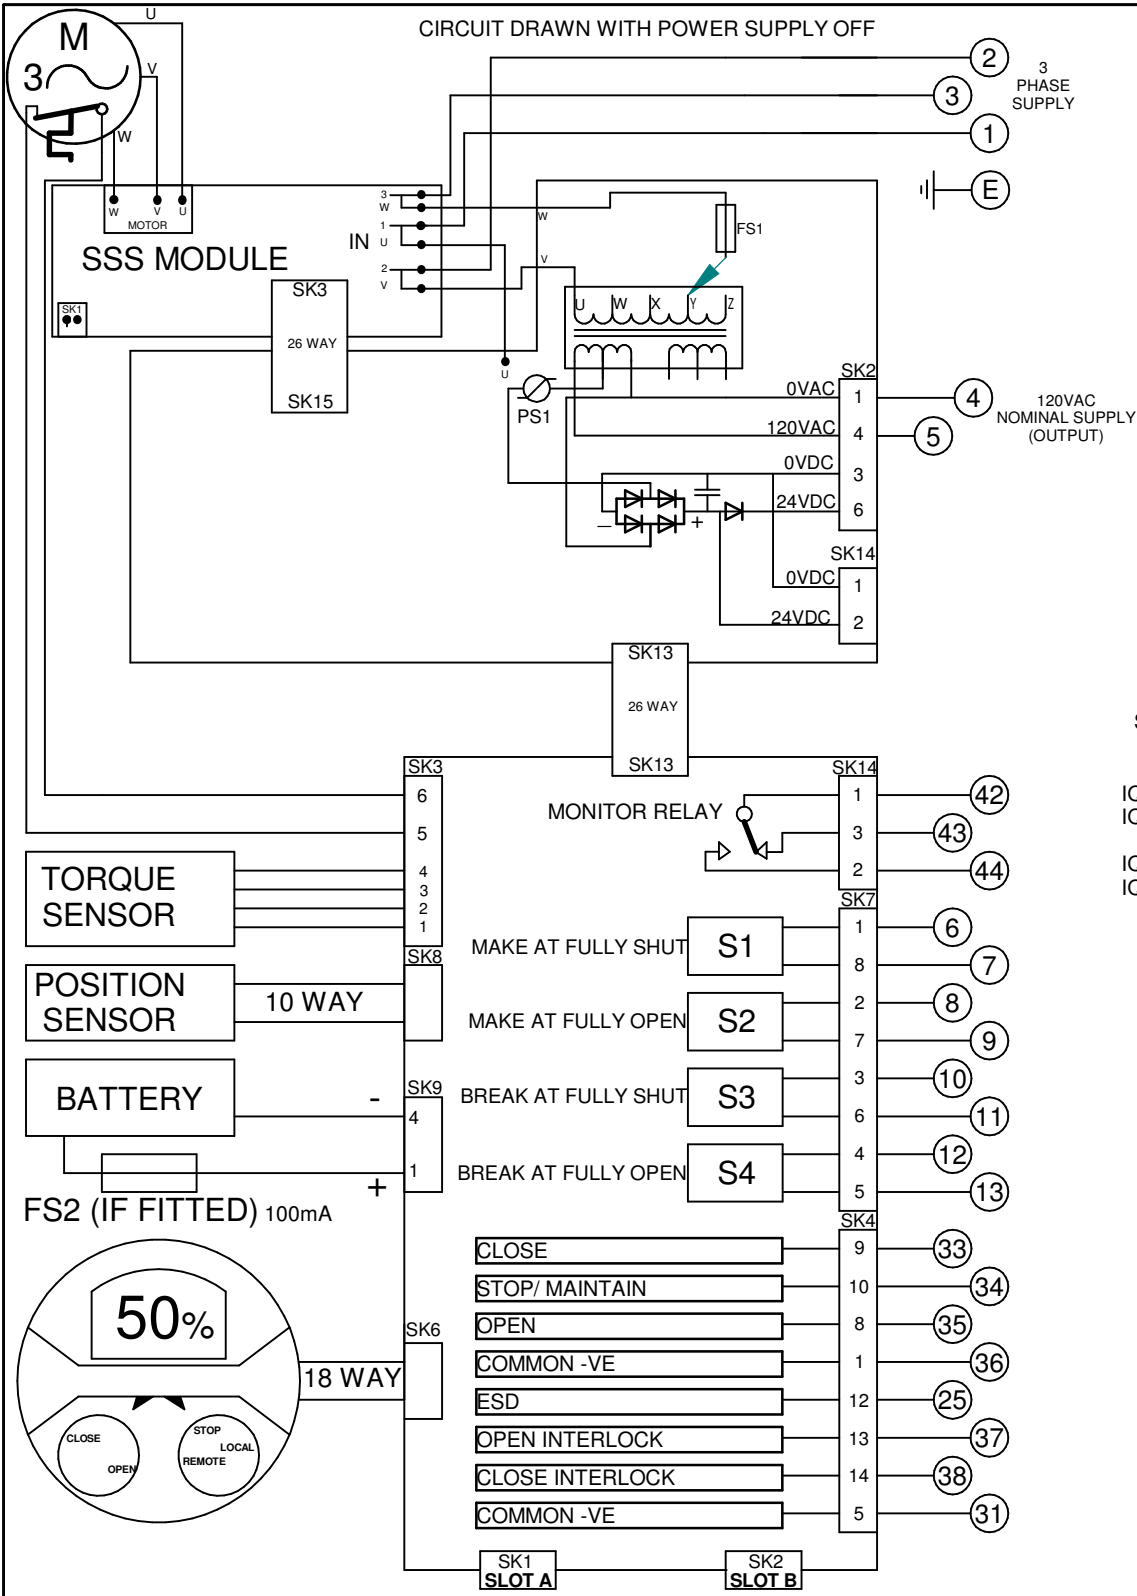 CIRCUIT DRAWN WITH POWER SUPPLY OFF
U
M
3
V
W
2
3
1
E
3
PHASE
SUPPLY
W V U
MOTOR
SSS MODULE
IN
3
W
1
U
2
V
W
V
U
FS1
SK1
SK3
26 WAY
SK15
U W X Y Z
PS1
SK2
0VAC 1 4
120VAC 4 5
0VDC 3
24VDC 6
120VAC
NOMINAL SUPPLY
(OUTPUT)
_ +
SK14
0VDC 1
24VDC 2
SK13
26 WAY
SK13
S
SK3
6
5
4
3
2
1
TORQUE
SENSOR
MONITOR RELAY
SK14
1 42
3 43
2 44
IC
IC
IC
IC
SK7
MAKE AT FULLY SHUT S1
1 6
8 7
MAKE AT FULLY OPEN S2
2 8
7 9
BREAK AT FULLY SHUT S3
3 10
6 11
BREAK AT FULLY OPEN S4
4 12
5 13
POSITION
SENSOR
10 WAY
SK8
BATTERY
-
SK9
4
1
+
FS2 (IF FITTED) 100mA
50%
CLOSE
OPEN
STOP
LOCAL
REMOTE
18 WAY
SK6
SK4
CLOSE 9 33
STOP/ MAINTAIN 10 34
OPEN 8 35
COMMON -VE 1 36
ESD 12 25
OPEN INTERLOCK 13 37
CLOSE INTERLOCK 14 38
COMMON -VE 5 31
SK1
SLOT A
SK2
SLOT B